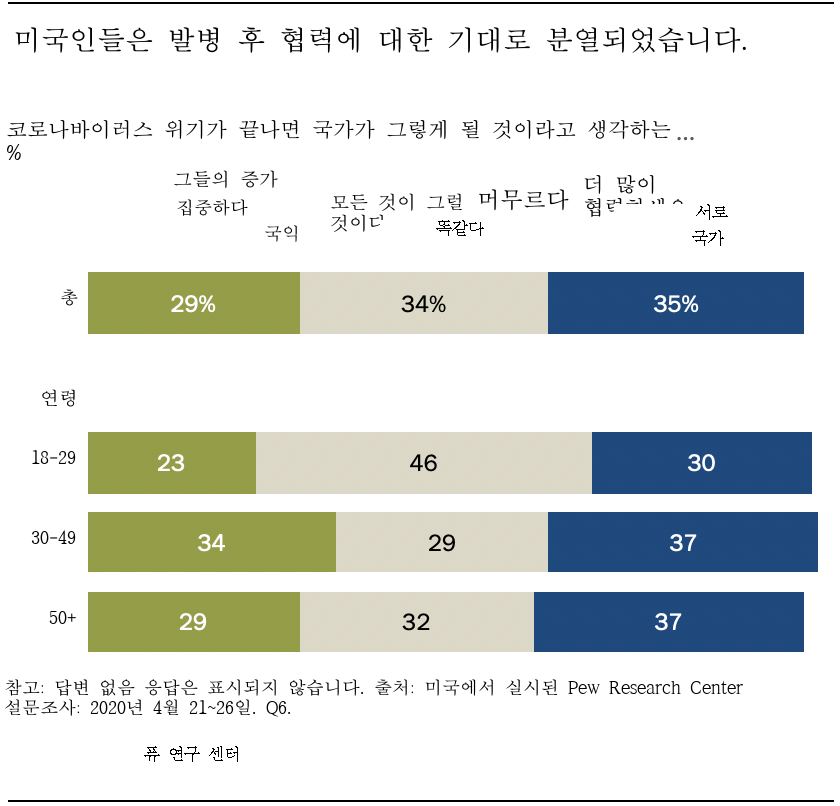 미국인들은 발병 후 협력에 대한 기대로 분열되었습니다.
코로나바이러스 위기가 끝나면 국가가 그렇게 될 것이라고 생각하는...
%
그들의 증가
집중하다
국익
모든 것이 그럴
머무르다
똑같다
더 많이
서로
국가
총 29% 34% 35%
연령
18-29 23 46 30
30-49 34 29 37
50+ 29 32 37
참고: 답변 없음 응답은 표시되지 않습니다. 출처: 미국에서 실시된 Pew Research Center
설문조사: 2020년 4월 21~26일. Q6.
퓨 연구 센터